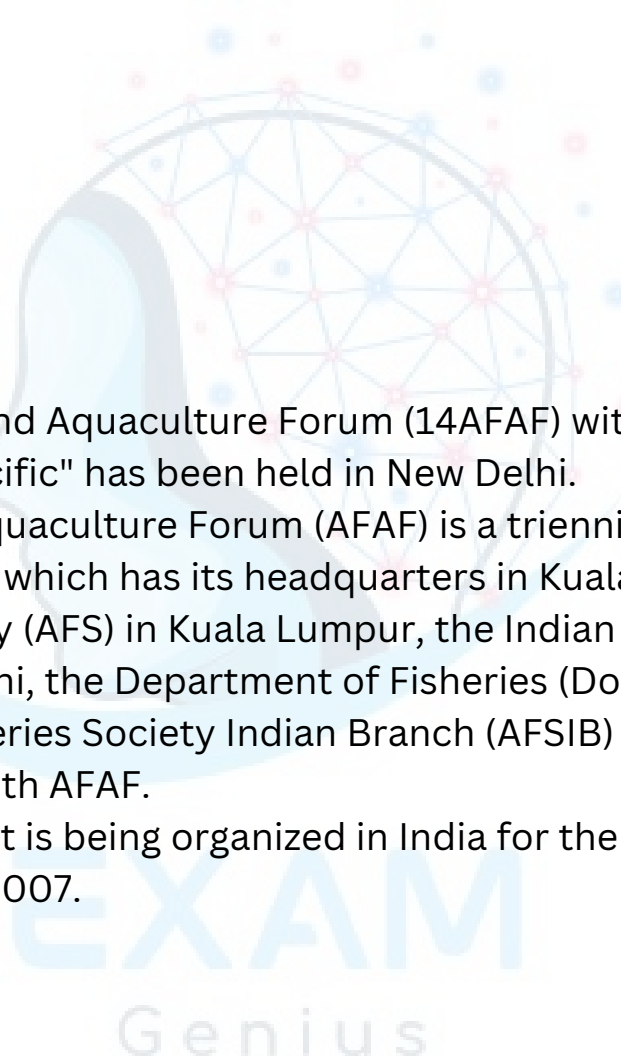 nd Aquaculture Forum (14AFAF) wit
cific" has been held in New Delhi.
quaculture Forum (AFAF) is a trienni
which has its headquarters in Kuala
y (AFS) in Kuala Lumpur, the Indian
hi, the Department of Fisheries (Do
eries Society Indian Branch (AFSIB)
th AFAF.
t is being organized in India for the
007.
EXAM
Genius